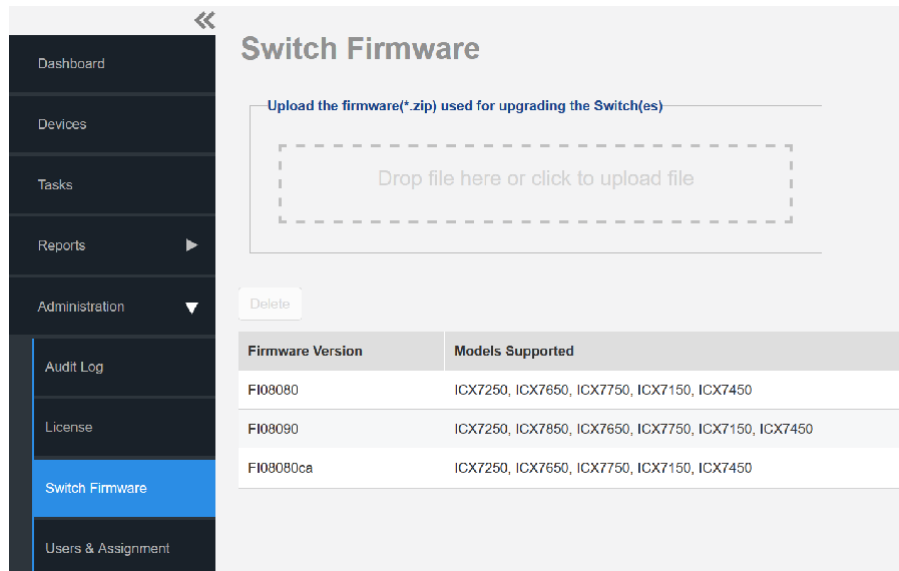 Dashboard
Devices
Tasks
Reports
Administration
Audit Log
License
Switch Firmware
Users & Assignment
Switch Firmware
Upload the firmware(*.zip) used for upgrading the Switch(es)
Drop file here or click to upload file
Delete
Firmware Version Models Supported
FI08080 ICX7250, ICX7650, ICX7750, ICX7150, ICX7450
FI08090 ICX7250, ICX7850, ICX7650, ICX7750, ICX7150, ICX7450
FI08080ca ICX7250, ICX7650, ICX7750, ICX7150, ICX7450